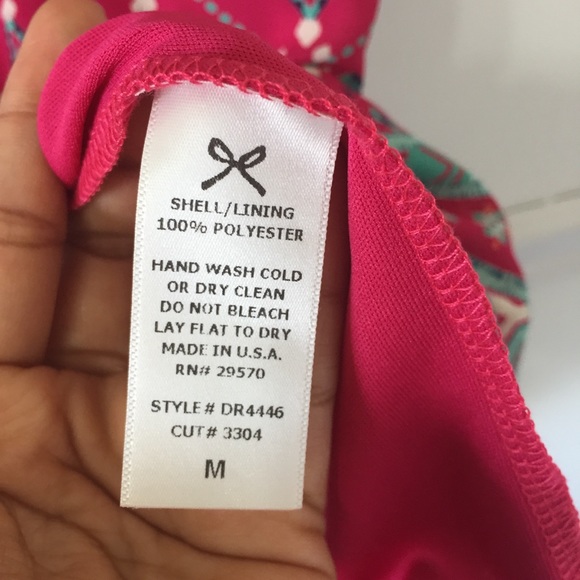 SHELL/LINING
100% POLYESTER
HAND WASH COLD
OR DRY CLEAN
DO NOT BLEACH
LAY FLAT TO DRY
MADE IN U.S.A.
RN# 29570
STYLE# DR4446
CUT# 3304
M